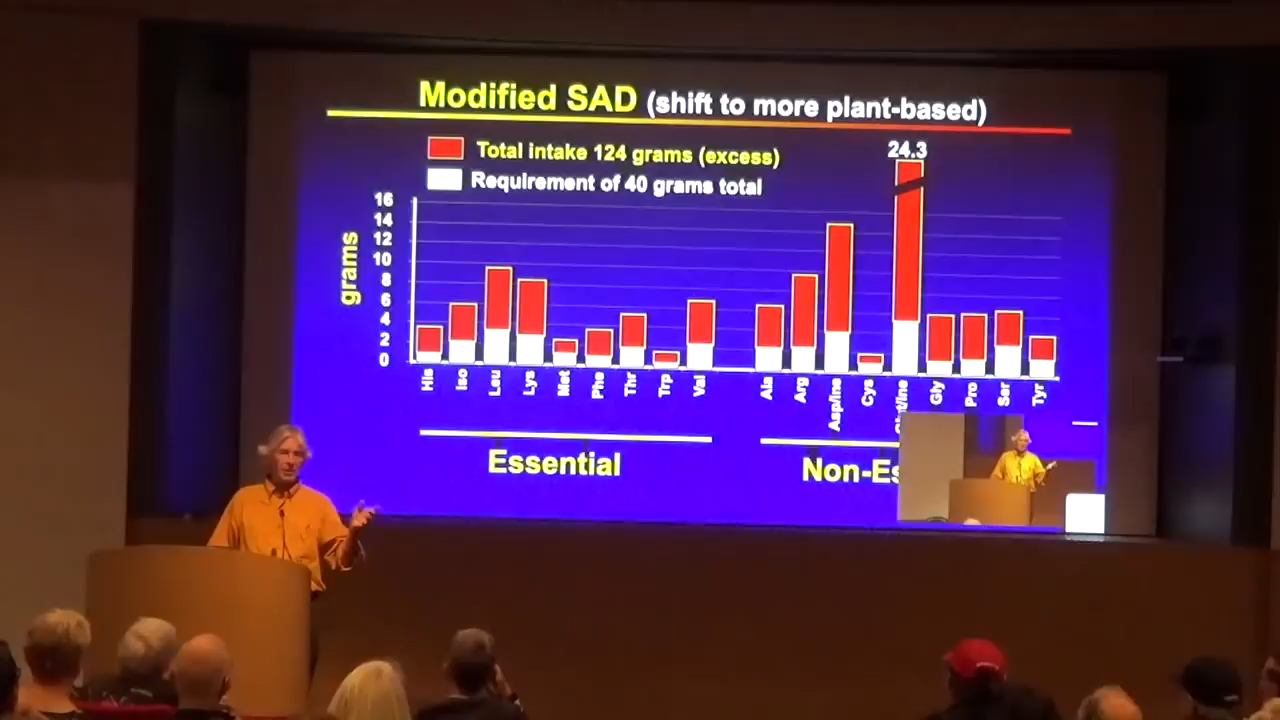 Modified SAD (shift to more plant-based)
24.3
Total intake 124 grams (excess)
Requirement of 40 grams total
grams
16
14
12
10
8
6
4
2
0
His
Iso
Leu
Lys
Met
Phe
Thr
Trp
Val
Ala
Arg
Asp/ine
Cys
Gly
Pro
Ser
Tyr
Essential